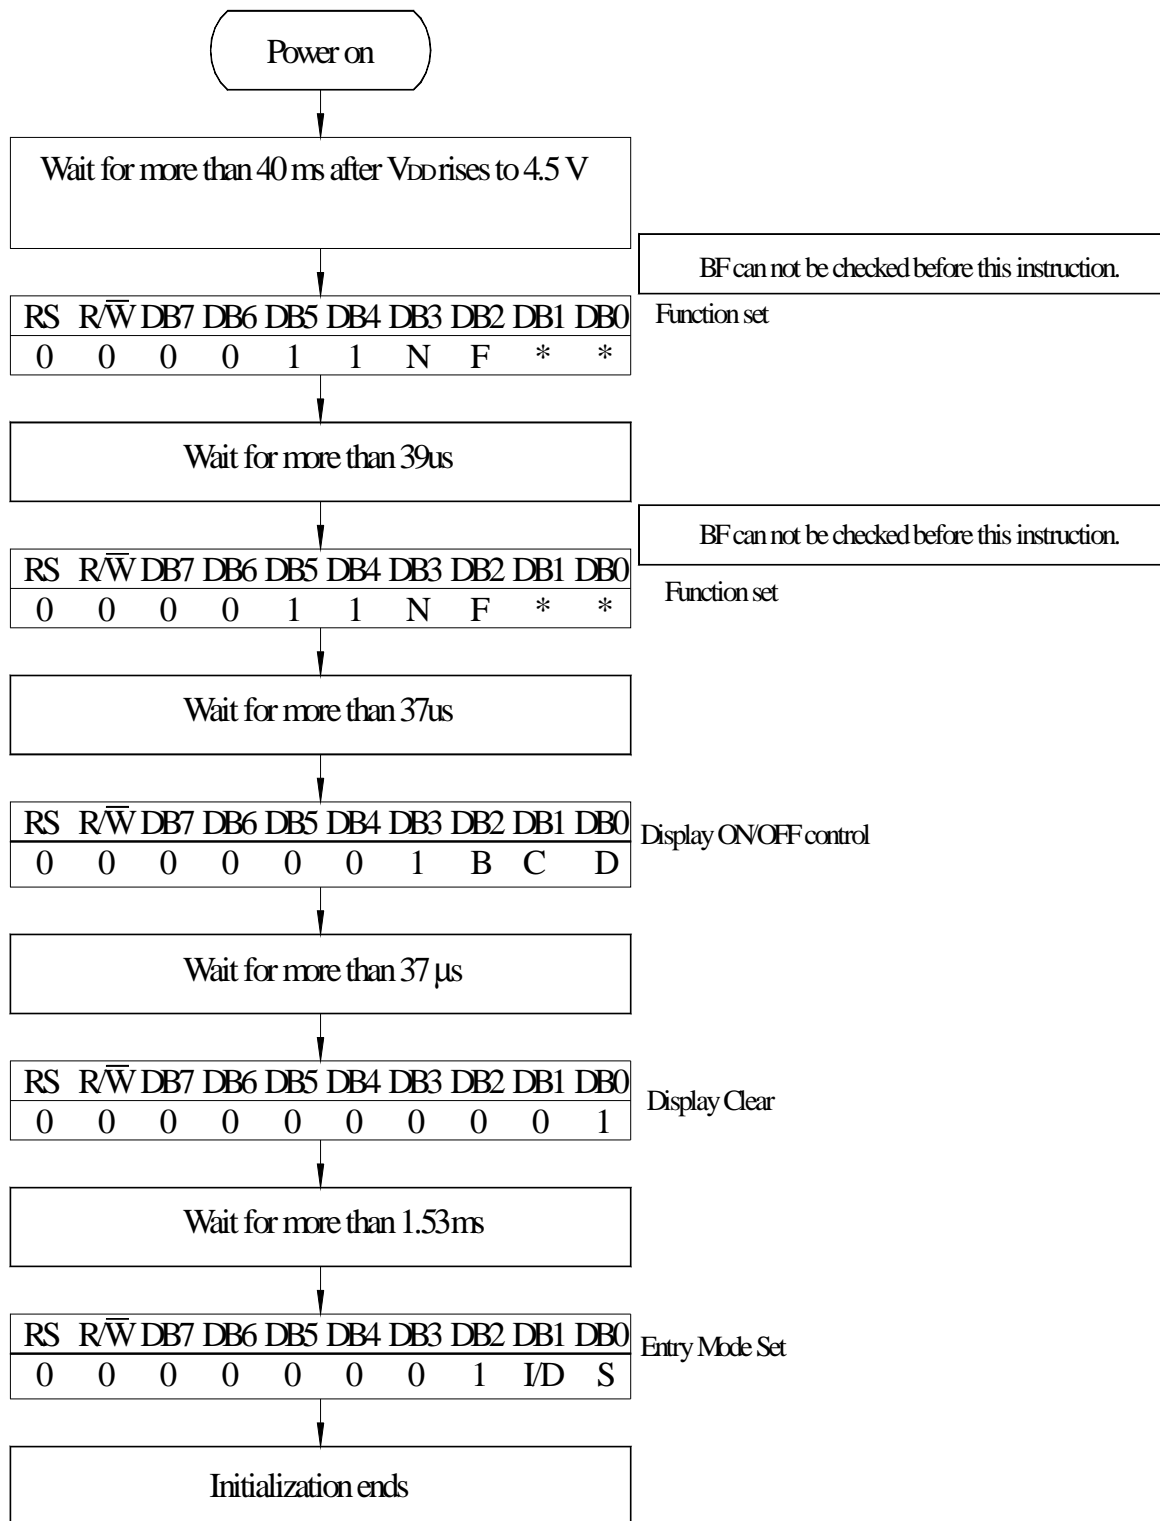 Power on
Wait for more than 40 ms after VDD rises to 4.5 V
BF can not be checked before this instruction.
RS R/W̅ DB7 DB6 DB5 DB4 DB3 DB2 DB1 DB0
Function set
0 0 0 0 1 1 N F * *
Wait for more than 39us
BF can not be checked before this instruction.
RS R/W̅ DB7 DB6 DB5 DB4 DB3 DB2 DB1 DB0
Function set
0 0 0 0 1 1 N F * *
Wait for more than 37us
RS R/W̅ DB7 DB6 DB5 DB4 DB3 DB2 DB1 DB0
Display ON/OFF control
0 0 0 0 0 0 1 B C D
Wait for more than 37 μs
RS R/W̅ DB7 DB6 DB5 DB4 DB3 DB2 DB1 DB0
Display Clear
0 0 0 0 0 0 0 0 0 1
Wait for more than 1.53ms
RS R/W̅ DB7 DB6 DB5 DB4 DB3 DB2 DB1 DB0
Entry Mode Set
0 0 0 0 0 0 0 1 I/D S
Initialization ends